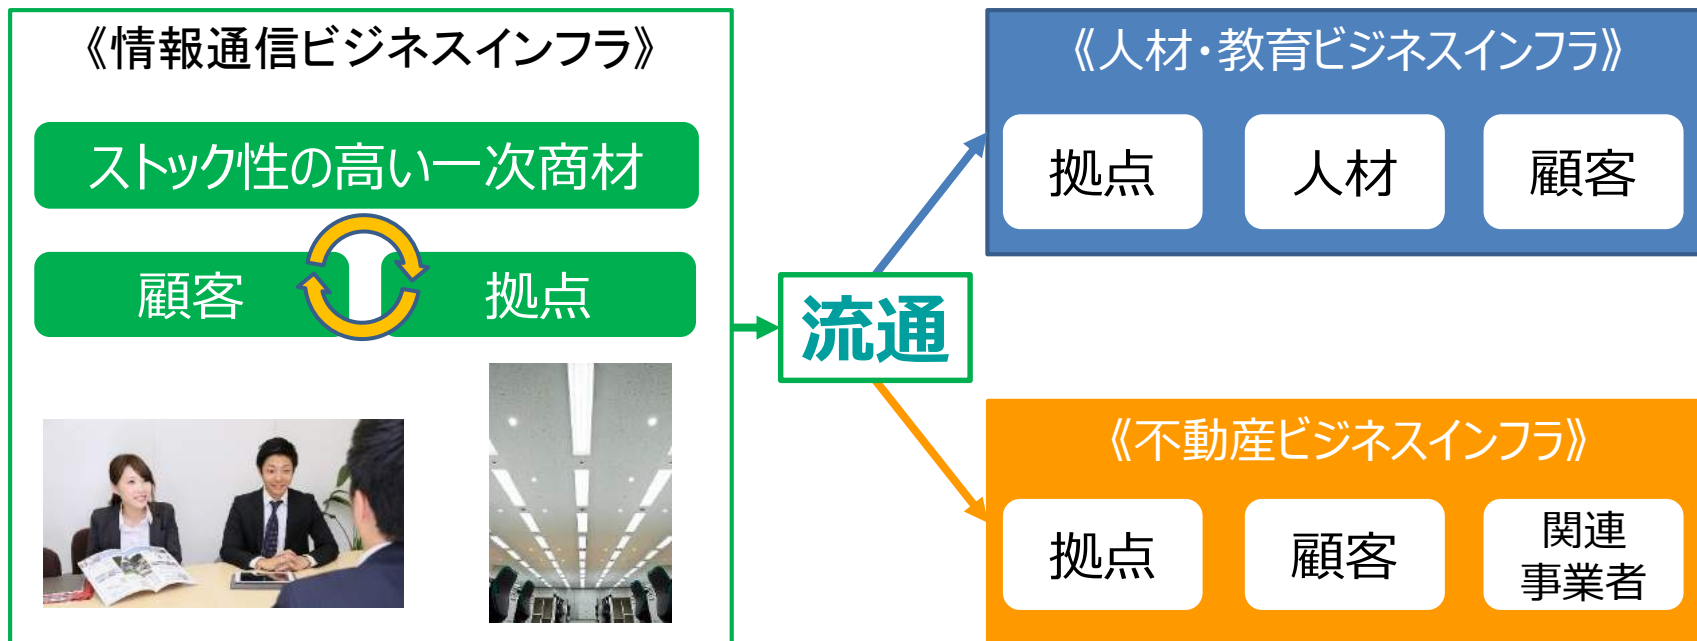 《情報通信ビジネスインフラ》
ストック性の高い一次商材
顧客
拠点
流通
《人材・教育ビジネスインフラ》
拠点
人材
顧客
《不動産ビジネスインフラ》
拠点
顧客
関連
事業者